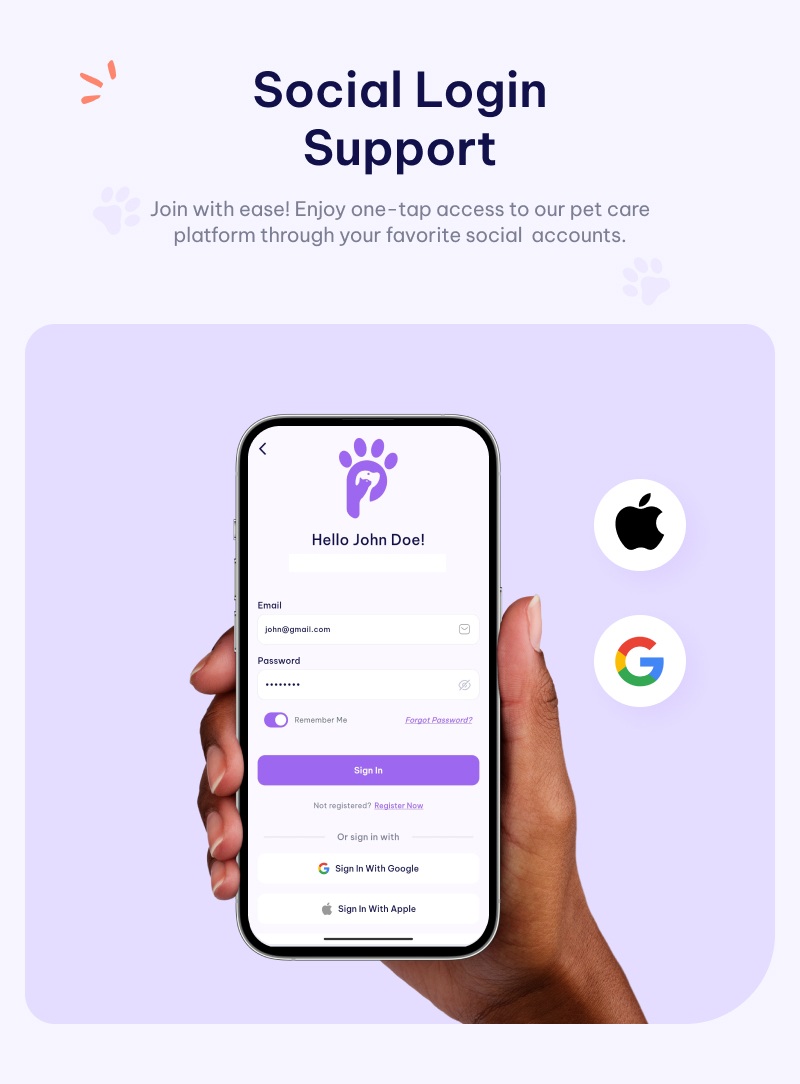 Social Login
Support
Join with ease! Enjoy one-tap access to our pet care
platform through your favorite social accounts.
Hello John Doe!
Email
john@gmail.com
Password
••••••••
Remember Me
Forgot Password?
Sign In
Not registered? Register Now
Or sign in with
Sign In With Google
Sign In With Apple